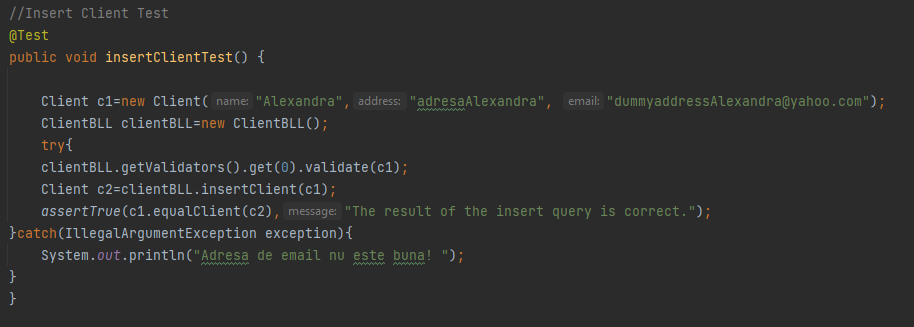 //Insert Client Test
@Test
public void insertClientTest() {
Client c1=new Client( name: "Alexandra", address: "adresaAlexandra", email: "dummyaddressAlexandra@yahoo.com");
ClientBLL clientBLL=new ClientBLL();
try{
clientBLL.getValidators().get(0).validate(c1);
Client c2=clientBLL.insertClient(c1);
assertTrue(c1.equalClient(c2), message: "The result of the insert query is correct.");
}catch(IllegalArgumentException exception){
System.out.println("Adresa de email nu este buna! ");
}
}